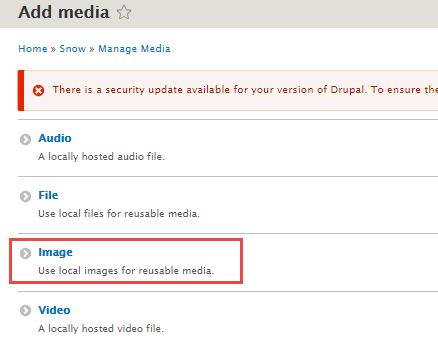 Add media
Home » Snow » Manage Media
There is a security update available for your version of Drupal. To ensure the
Audio
A locally hosted audio file.
File
Use local files for reusable media.
Image
Use local images for reusable media.
Video
A locally hosted video file.